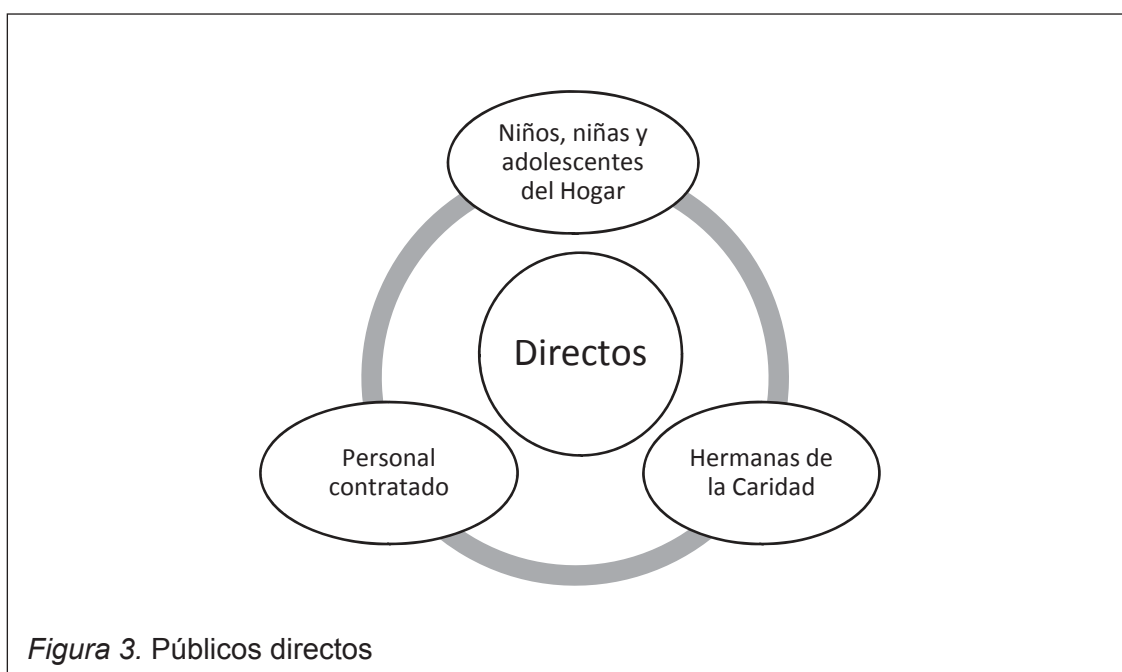 Niños, niñas y
adolescentes
del Hogar
Directos
Personal
contratado
Hermanas de
la Caridad
Figura 3. Públicos directos